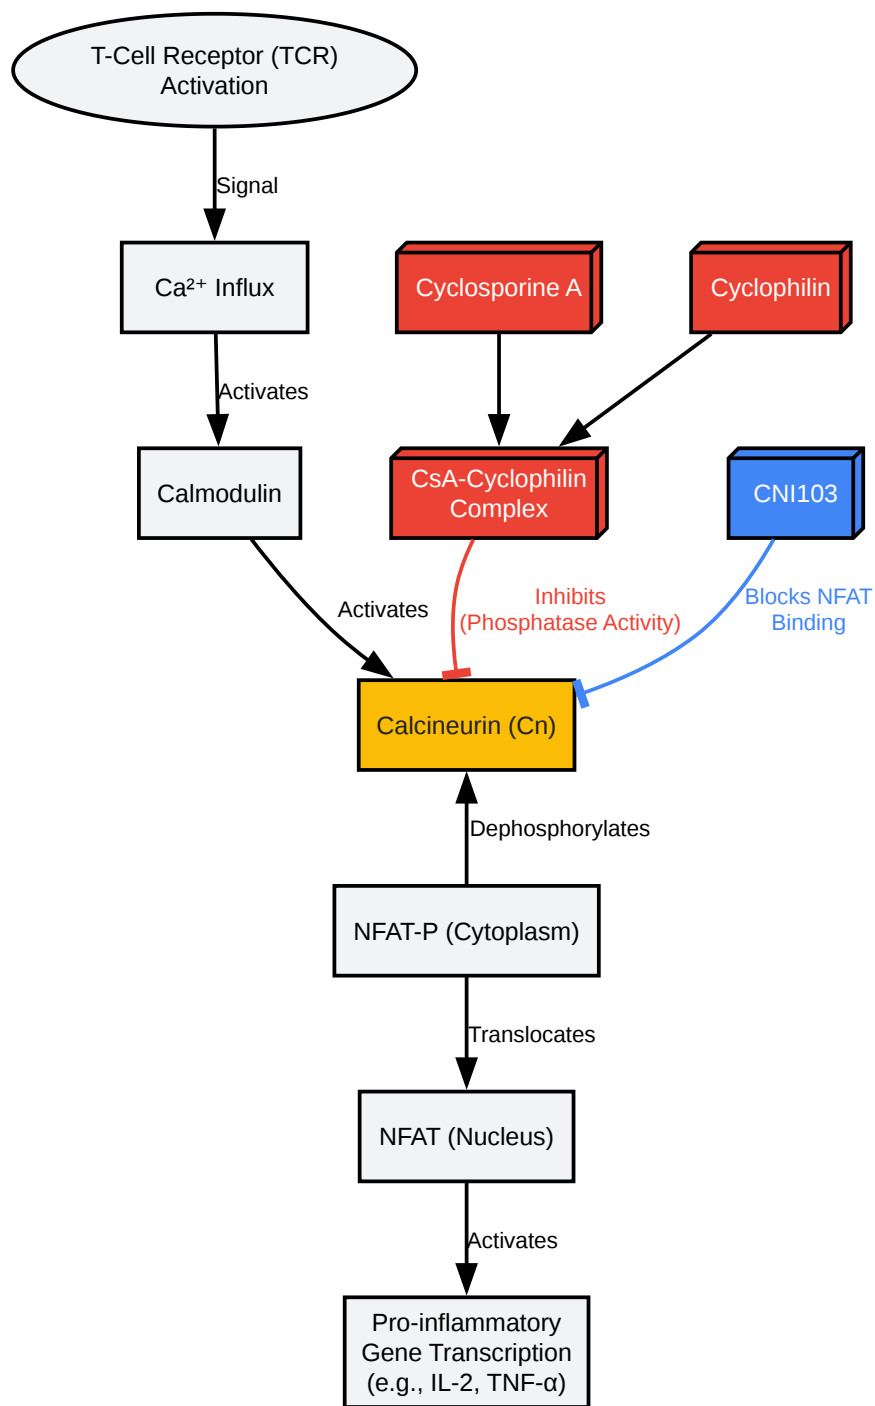 T-Cell Receptor (TCR)
Activation
Signal
Ca²⁺ Influx
Cyclosporine A
Cyclophilin
Activates
Calmodulin
CsA-Cyclophilin
Complex
CNI103
Activates
Inhibits
(Phosphatase Activity)
Blocks NFAT
Binding
Calcineurin (Cn)
Dephosphorylates
NFAT-P (Cytoplasm)
Translocates
NFAT (Nucleus)
Activates
Pro-inflammatory
Gene Transcription
(e.g., IL-2, TNF-α)